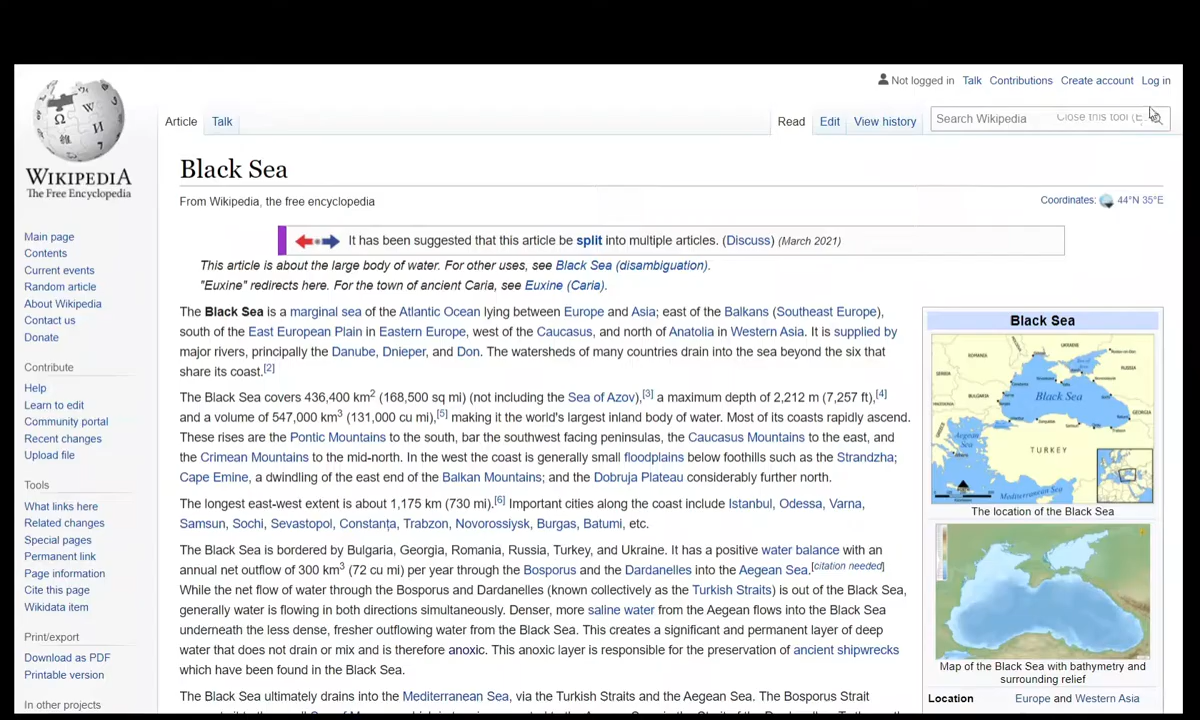 Not logged in Talk Contributions Create account Log in
Article Talk Read Edit View history Search Wikipedia Close this tool (E
WIKIPEDIA
The Free Encyclopedia
Main page
Contents
Current events
Random article
About Wikipedia
Contact us
Donate
Contribute
Help
Learn to edit
Community portal
Recent changes
Upload file
Tools
What links here
Related changes
Special pages
Permanent link
Page information
Cite this page
Wikidata item
Print/export
Download as PDF
Printable version
In other projects
Black Sea
From Wikipedia, the free encyclopedia
Coordinates: 44°N 35°E
It has been suggested that this article be split into multiple articles. (Discuss) (March 2021)
This article is about the large body of water. For other uses, see Black Sea (disambiguation).
"Euxine" redirects here. For the town of ancient Caria, see Euxine (Caria).
The Black Sea is a marginal sea of the Atlantic Ocean lying between Europe and Asia; east of the Balkans (Southeast Europe),
south of the East European Plain in Eastern Europe, west of the Caucasus, and north of Anatolia in Western Asia. It is supplied by
major rivers, principally the Danube, Dnieper, and Don. The watersheds of many countries drain into the sea beyond the six that
share its coast.[2]
The Black Sea covers 436,400 km2 (168,500 sq mi) (not including the Sea of Azov),[3] a maximum depth of 2,212 m (7,257 ft),[4]
and a volume of 547,000 km3 (131,000 cu mi),[5] making it the world's largest inland body of water. Most of its coasts rapidly ascend.
These rises are the Pontic Mountains to the south, bar the southwest facing peninsulas, the Caucasus Mountains to the east, and
the Crimean Mountains to the mid-north. In the west the coast is generally small floodplains below foothills such as the Strandzha;
Cape Emine, a dwindling of the east end of the Balkan Mountains; and the Dobruja Plateau considerably further north.
The longest east-west extent is about 1,175 km (730 mi).[6] Important cities along the coast include Istanbul, Odessa, Varna,
Samsun, Sochi, Sevastopol, Constanța, Trabzon, Novorossiysk, Burgas, Batumi, etc.
The Black Sea is bordered by Bulgaria, Georgia, Romania, Russia, Turkey, and Ukraine. It has a positive water balance with an
annual net outflow of 300 km3 (72 cu mi) per year through the Bosporus and the Dardanelles into the Aegean Sea.[citation needed]
While the net flow of water through the Bosporus and Dardanelles (known collectively as the Turkish Straits) is out of the Black Sea,
generally water is flowing in both directions simultaneously. Denser, more saline water from the Aegean flows into the Black Sea
underneath the less dense, fresher outflowing water from the Black Sea. This creates a significant and permanent layer of deep
water that does not drain or mix and is therefore anoxic. This anoxic layer is responsible for the preservation of ancient shipwrecks
which have been found in the Black Sea.
The Black Sea ultimately drains into the Mediterranean Sea, via the Turkish Straits and the Aegean Sea. The Bosporus Strait
Black Sea
UKRAINE
ROMANIA
RUSSIA
BULGARIA
Black Sea
GEORGIA
Aegean
Sea
TURKEY
Mediterranean Sea
The location of the Black Sea
Map of the Black Sea with bathymetry and
surrounding relief
Location Europe and Western Asia